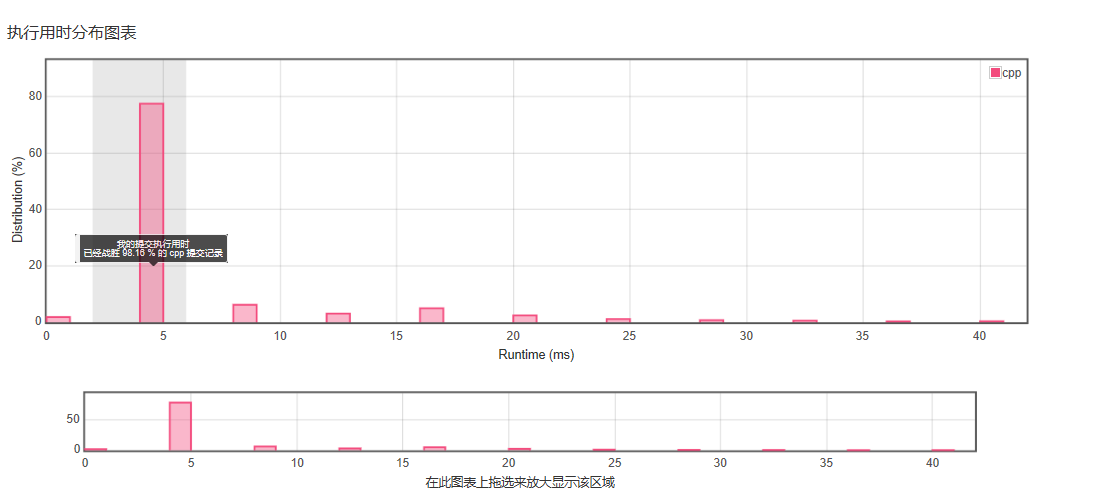 执行用时分布图表
cpp
80
60
40
20
0
Distribution (%)
我的提交执行用时
已经战胜 98.16 % 的 cpp 提交记录
0 5 10 15 20 25 30 35 40
Runtime (ms)
50
0
0 5 10 15 20 25 30 35 40
在此图表上拖选来放大显示该区域